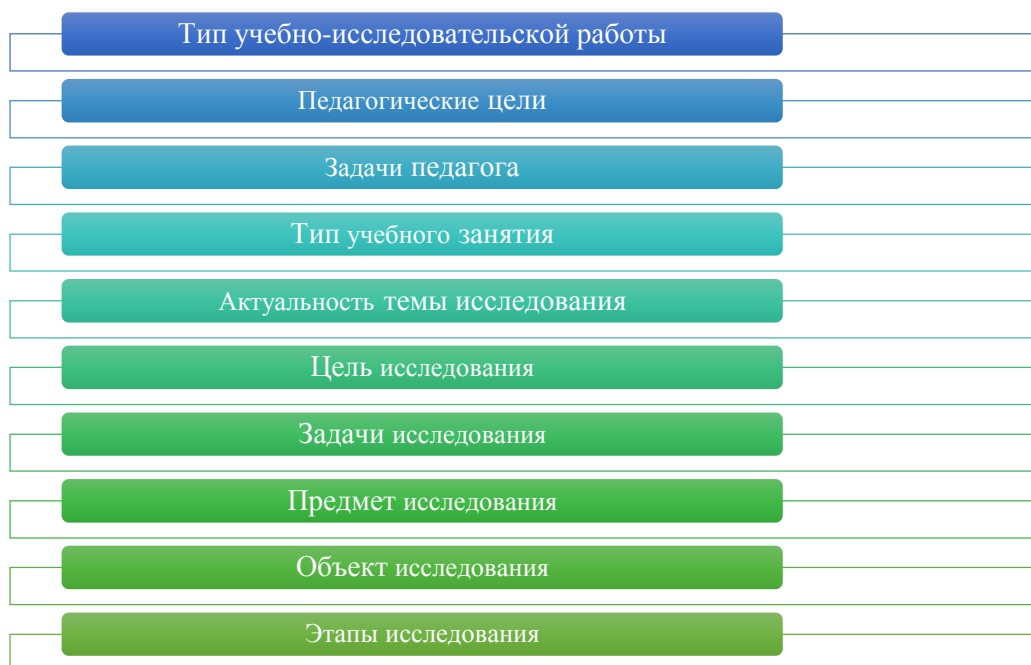 Тип учебно-исследовательской работы
Педагогические цели
Задачи педагога
Тип учебного занятия
Актуальность темы исследования
Цель исследования
Задачи исследования
Предмет исследования
Объект исследования
Этапы исследования